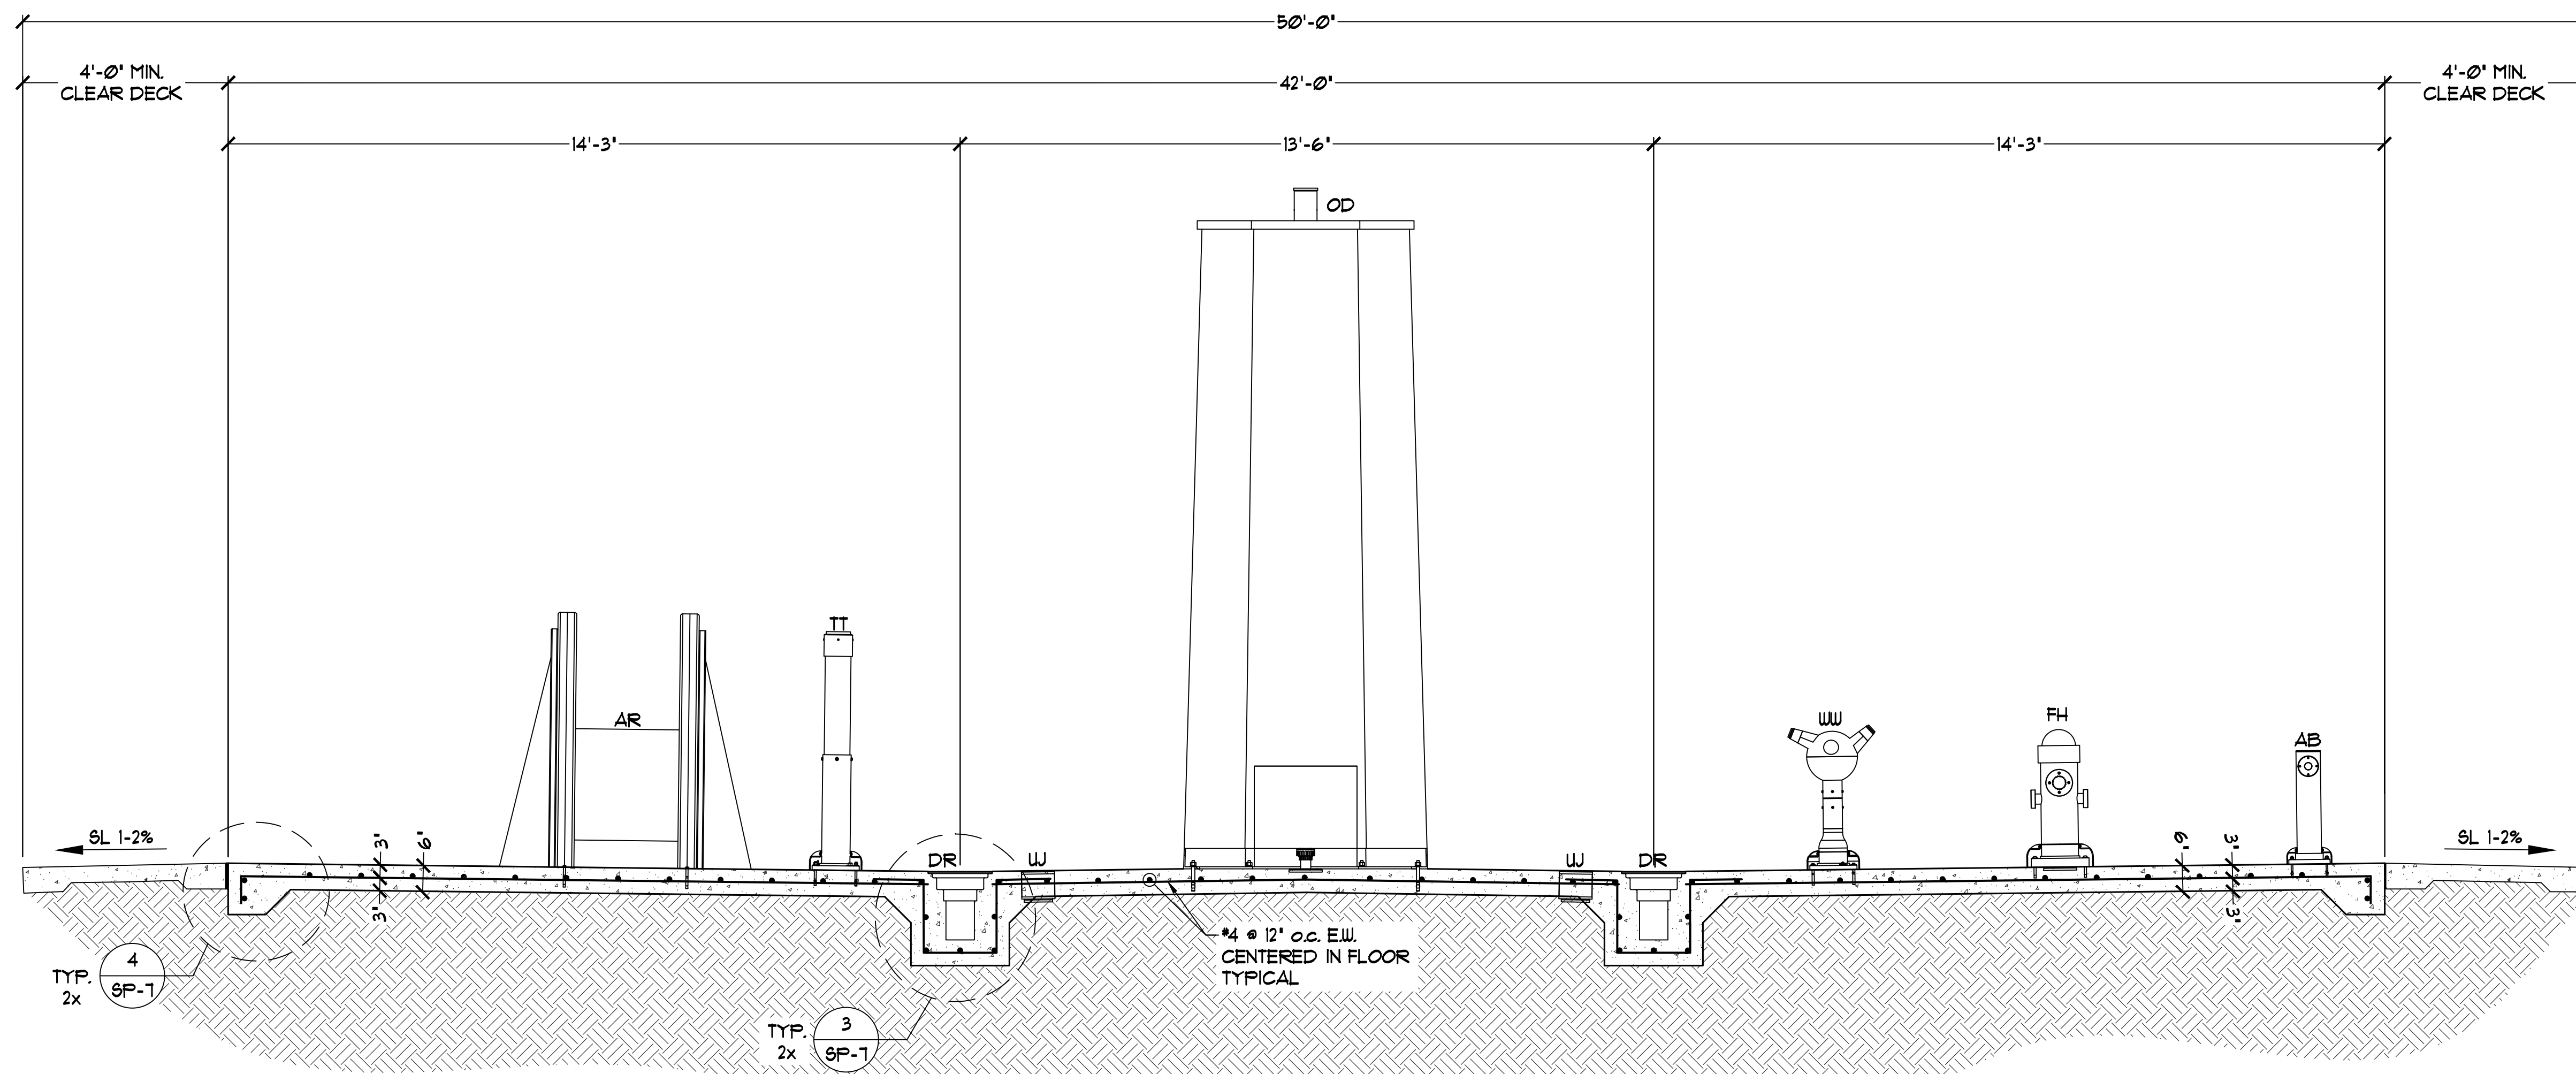 50'-0"
4'-0" MIN.
CLEAR DECK
42'-0"
4'-0" MIN.
CLEAR DECK
14'-3"
13'-6"
14'-3"
OD
TT
AR
WW
FH
AB
SL 1-2%
3"
6"
3"
DR
WJ
WJ
DR
6"
3"
3"
SL 1-2%
#4 @ 12" O.C. E.W.
CENTERED IN FLOOR
TYPICAL
TYP.
2x
4
SP-7
TYP.
2x
3
SP-7